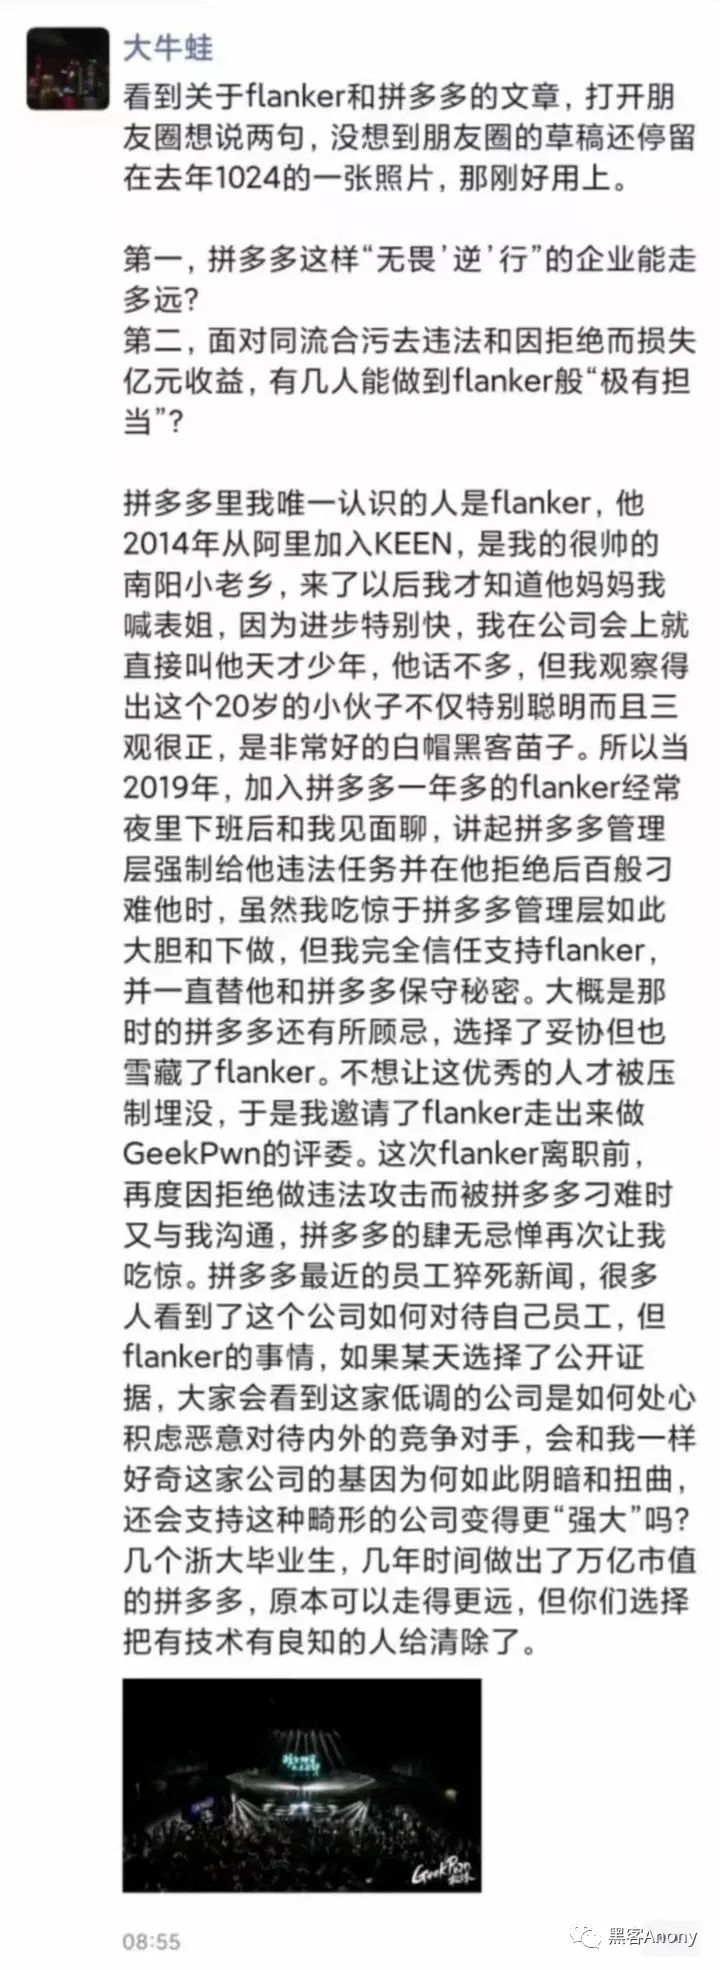 大牛蛙
看到关于flanker和拼多多的文章，打开朋
友圈想说两句，没想到朋友圈的草稿还停留
在去年1024的一张照片，那刚好用上。
第一，拼多多这样“无畏’逆’行”的企业能走
多远？
第二，面对同流合污去违法和因拒绝而损失
亿元收益，有几人能做到flanker般“极有担
当”？
拼多多里我唯一认识的人是flanker，他
2014年从阿里加入KEEN，是我的很帅的
南阳小老乡，来了以后我才知道他妈妈我
喊表姐，因为进步特别快，我在公司会上就
直接叫他天才少年，他话不多，但我观察得
出这个20岁的小伙子不仅特别聪明而且三
观很正，是非常好的白帽黑客苗子。所以当
2019年，加入拼多多一年多的flanker经常
夜里下班后和我见面聊，讲起拼多多管理
层强制给他违法任务并在他拒绝后百般刁
难他时，虽然我吃惊于拼多多管理层如此
大胆和下做，但我完全信任支持flanker，
并一直替他和拼多多保守秘密。大概是那
时的拼多多还有所顾忌，选择了妥协但也
雪藏了flanker。不想让这优秀的人才被压
制埋没，于是我邀请了flanker走出来做
GeekPwn的评委。这次flanker离职前，
再度因拒绝做违法攻击而被拼多多刁难时
又与我沟通，拼多多的肆无忌惮再次让我
吃惊。拼多多最近的员工猝死新闻，很多
人看到了这个公司如何对待自己员工，但
flanker的事情，如果某天选择了公开证
据，大家会看到这家低调的公司是如何处心
积虑恶意对待内外的竞争对手，会和我一样
好奇这家公司的基因为何如此阴暗和扭曲，
还会支持这种畸形的公司变得更“强大”吗？
几个浙大毕业生，几年时间做出了万亿市值
的拼多多，原本可以走得更远，但你们选择
把有技术有良知的人给清除了。
GeekPwn
08:55
黑客Anony